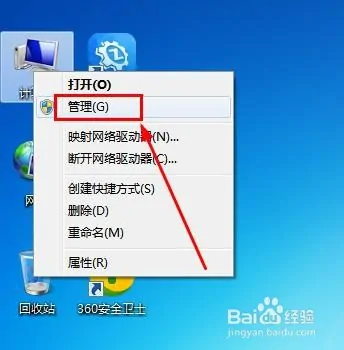 计
打开(O)
管理(G)
映射网络驱动器(N)...
断开网络驱动器(C)...
网
创建快捷方式(S)
删除(D)
重命名(M)
属性(R)
回收站
360安全卫士
Baidu经验
jingyan.baidu.com